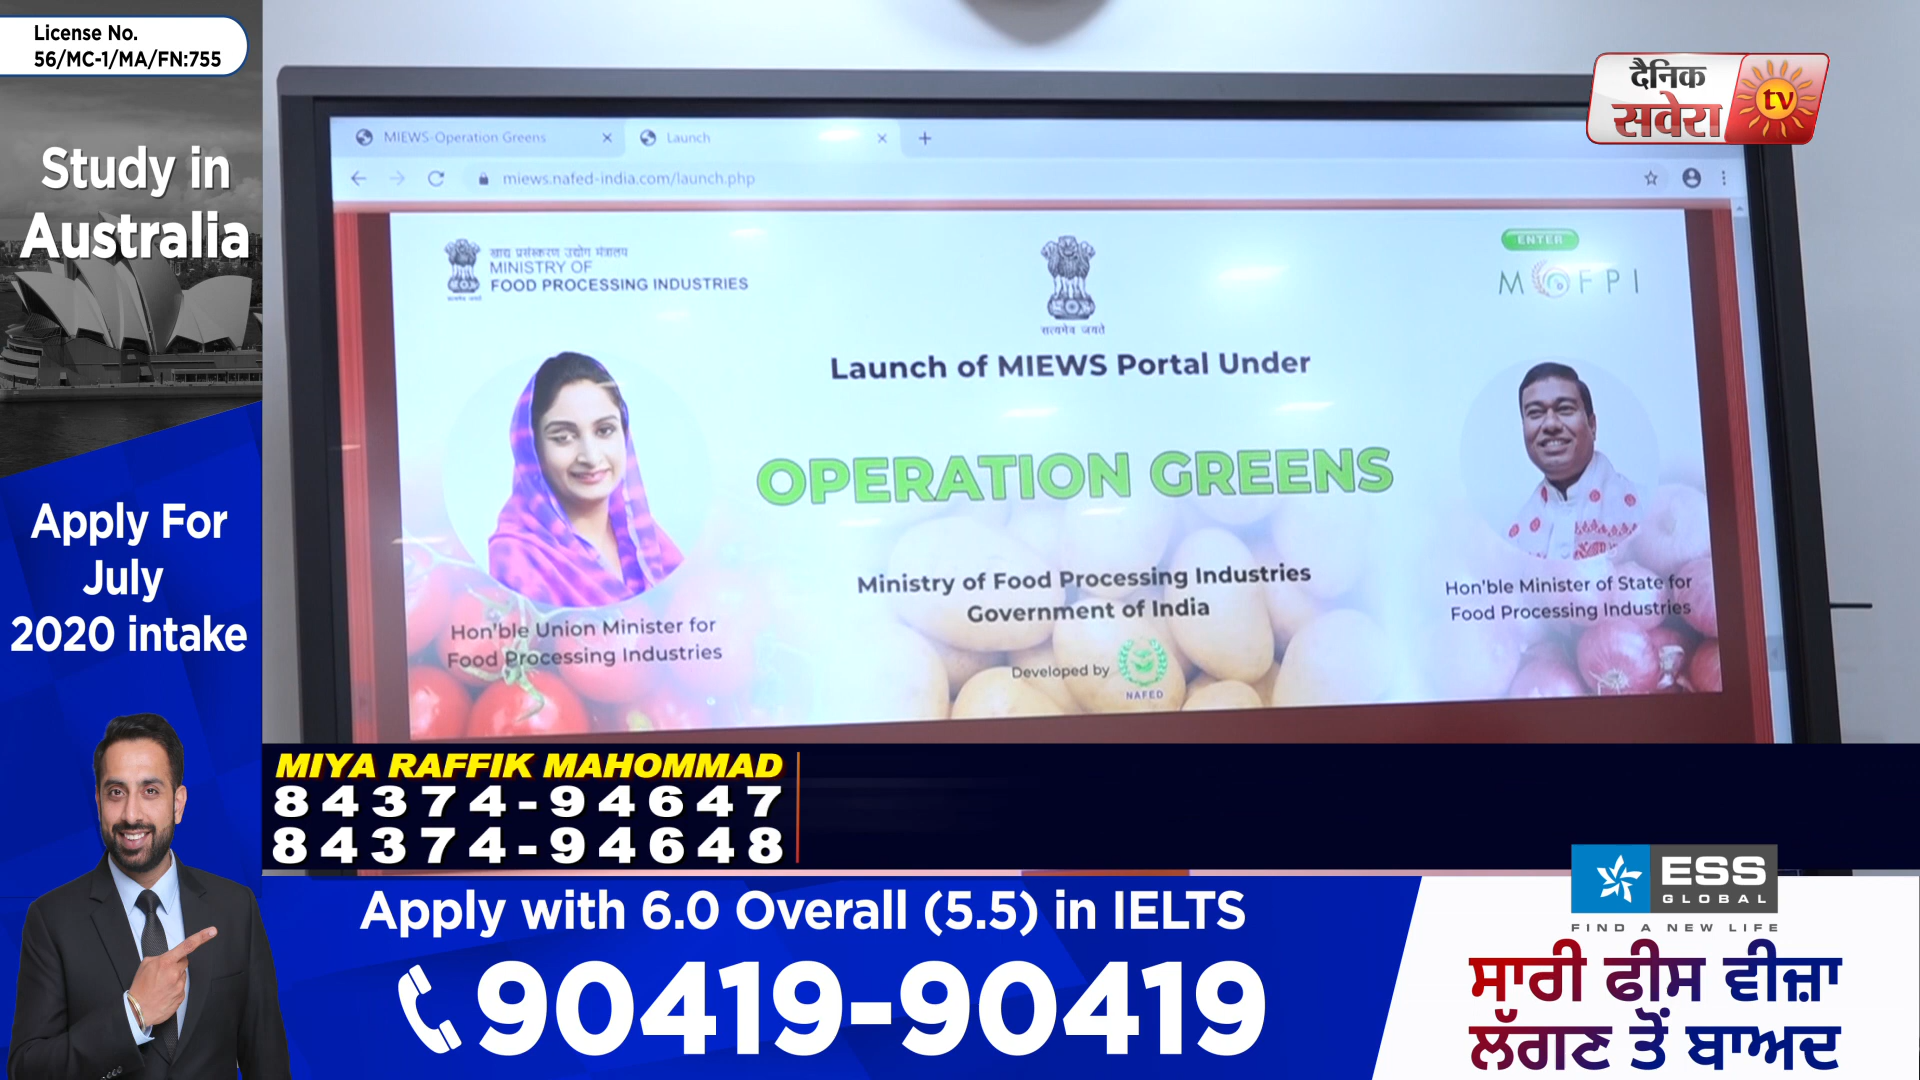 License No.
56/MC-1/MA/FN:755
Study in
Australia
Apply For
July
2020 intake
दैनिक
सवेरा
tv
MIEWS-Operation Greens
Launch
miews.nafed-india.com/launch.php
खाद्य प्रसंस्करण उद्योग मंत्रालय
MINISTRY OF
FOOD PROCESSING INDUSTRIES
सत्यमेव जयते
ENTER
MOFPI
Launch of MIEWS Portal Under
OPERATION GREENS
Ministry of Food Processing Industries
Government of India
Developed by
NAFED
Hon'ble Union Minister for
Food Processing Industries
Hon'ble Minister of State for
Food Processing Industries
MIYA RAFFIK MAHOMMAD
84374-94647
84374-94648
Apply with 6.0 Overall (5.5) in IELTS
90419-90419
ESS
GLOBAL
FIND A NEW LIFE
ਸਾਰੀ ਫੀਸ ਵੀਜ਼ਾ
ਲੱਗਣ ਤੋਂ ਬਾਅਦ